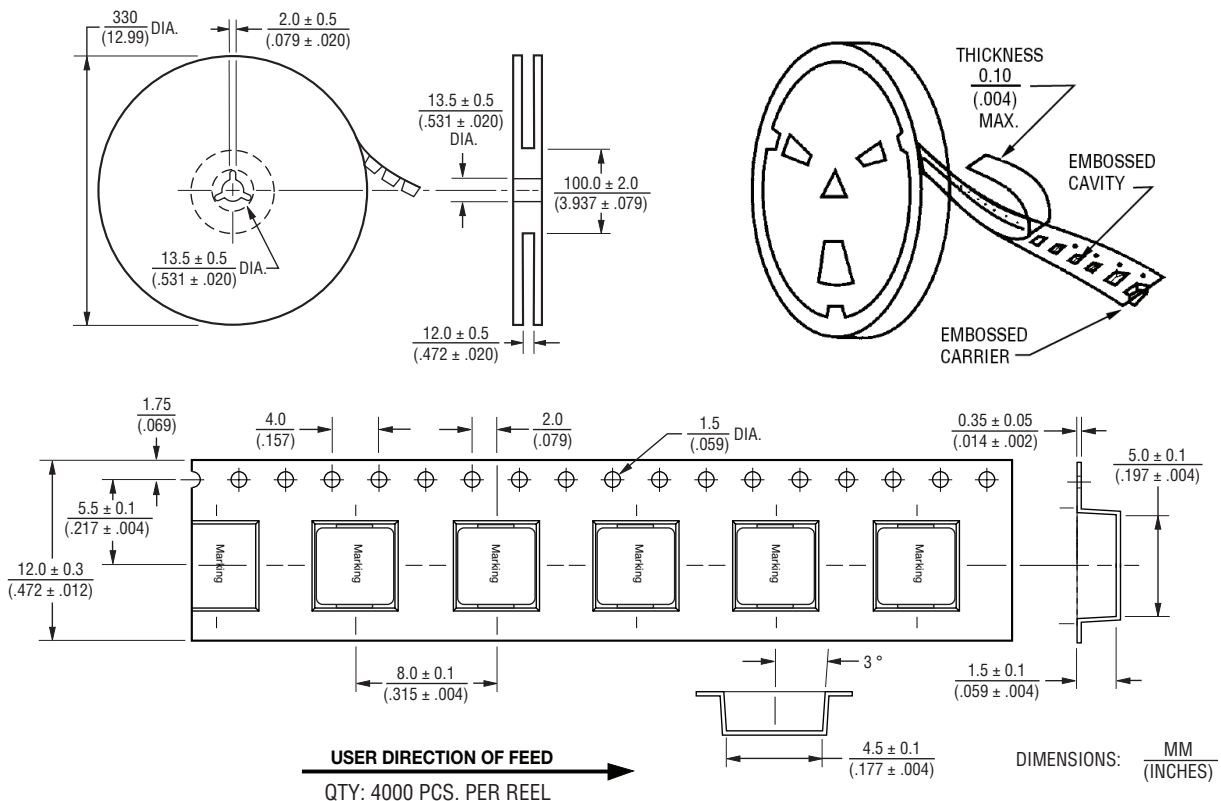 330
(12.99) DIA.
2.0 ± 0.5
(.079 ± .020)
13.5 ± 0.5
(.531 ± .020)
DIA.
100.0 ± 2.0
(3.937 ± .079)
13.5 ± 0.5
(.531 ± .020) DIA.
12.0 ± 0.5
(.472 ± .020)
THICKNESS
0.10
(.004)
MAX.
EMBOSSED
CAVITY
EMBOSSED
CARRIER
1.75
(.069)
4.0
(.157)
2.0
(.079)
1.5
(.059) DIA.
0.35 ± 0.05
(.014 ± .002)
5.0 ± 0.1
(.197 ± .004)
5.5 ± 0.1
(.217 ± .004)
12.0 ± 0.3
(.472 ± .012)
Marking
Marking
Marking
Marking
Marking
Marking
8.0 ± 0.1
(.315 ± .004)
3°
1.5 ± 0.1
(.059 ± .004)
4.5 ± 0.1
(.177 ± .004)
USER DIRECTION OF FEED
QTY: 4000 PCS. PER REEL
DIMENSIONS: MM
(INCHES)